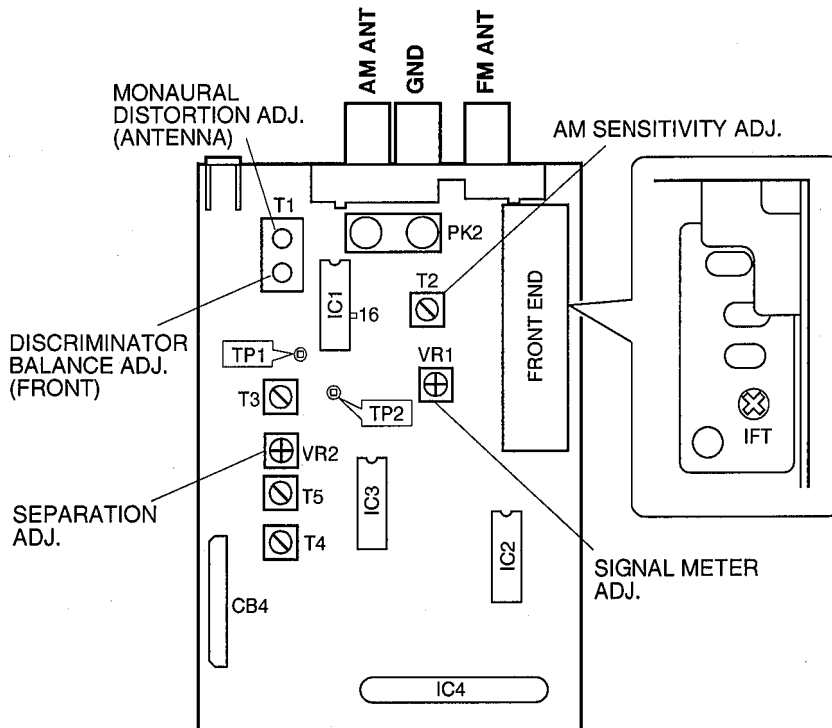 AM ANT
GND
FM ANT
MONAURAL
DISTORTION ADJ.
(ANTENNA)
AM SENSITIVITY ADJ.
T1
PK2
IC1
16
T2
FRONT END
DISCRIMINATOR
BALANCE ADJ.
(FRONT)
TP1
VR1
T3
TP2
IFT
VR2
SEPARATION
ADJ.
T5
IC3
T4
IC2
SIGNAL METER
ADJ.
CB4
IC4